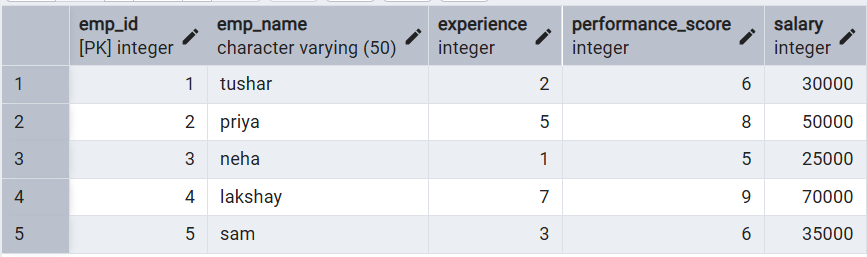 emp_id emp_name experience performance_score salary
[PK] integer character varying (50) integer integer integer
1 1 tushar 2 6 30000
2 2 priya 5 8 50000
3 3 neha 1 5 25000
4 4 lakshay 7 9 70000
5 5 sam 3 6 35000